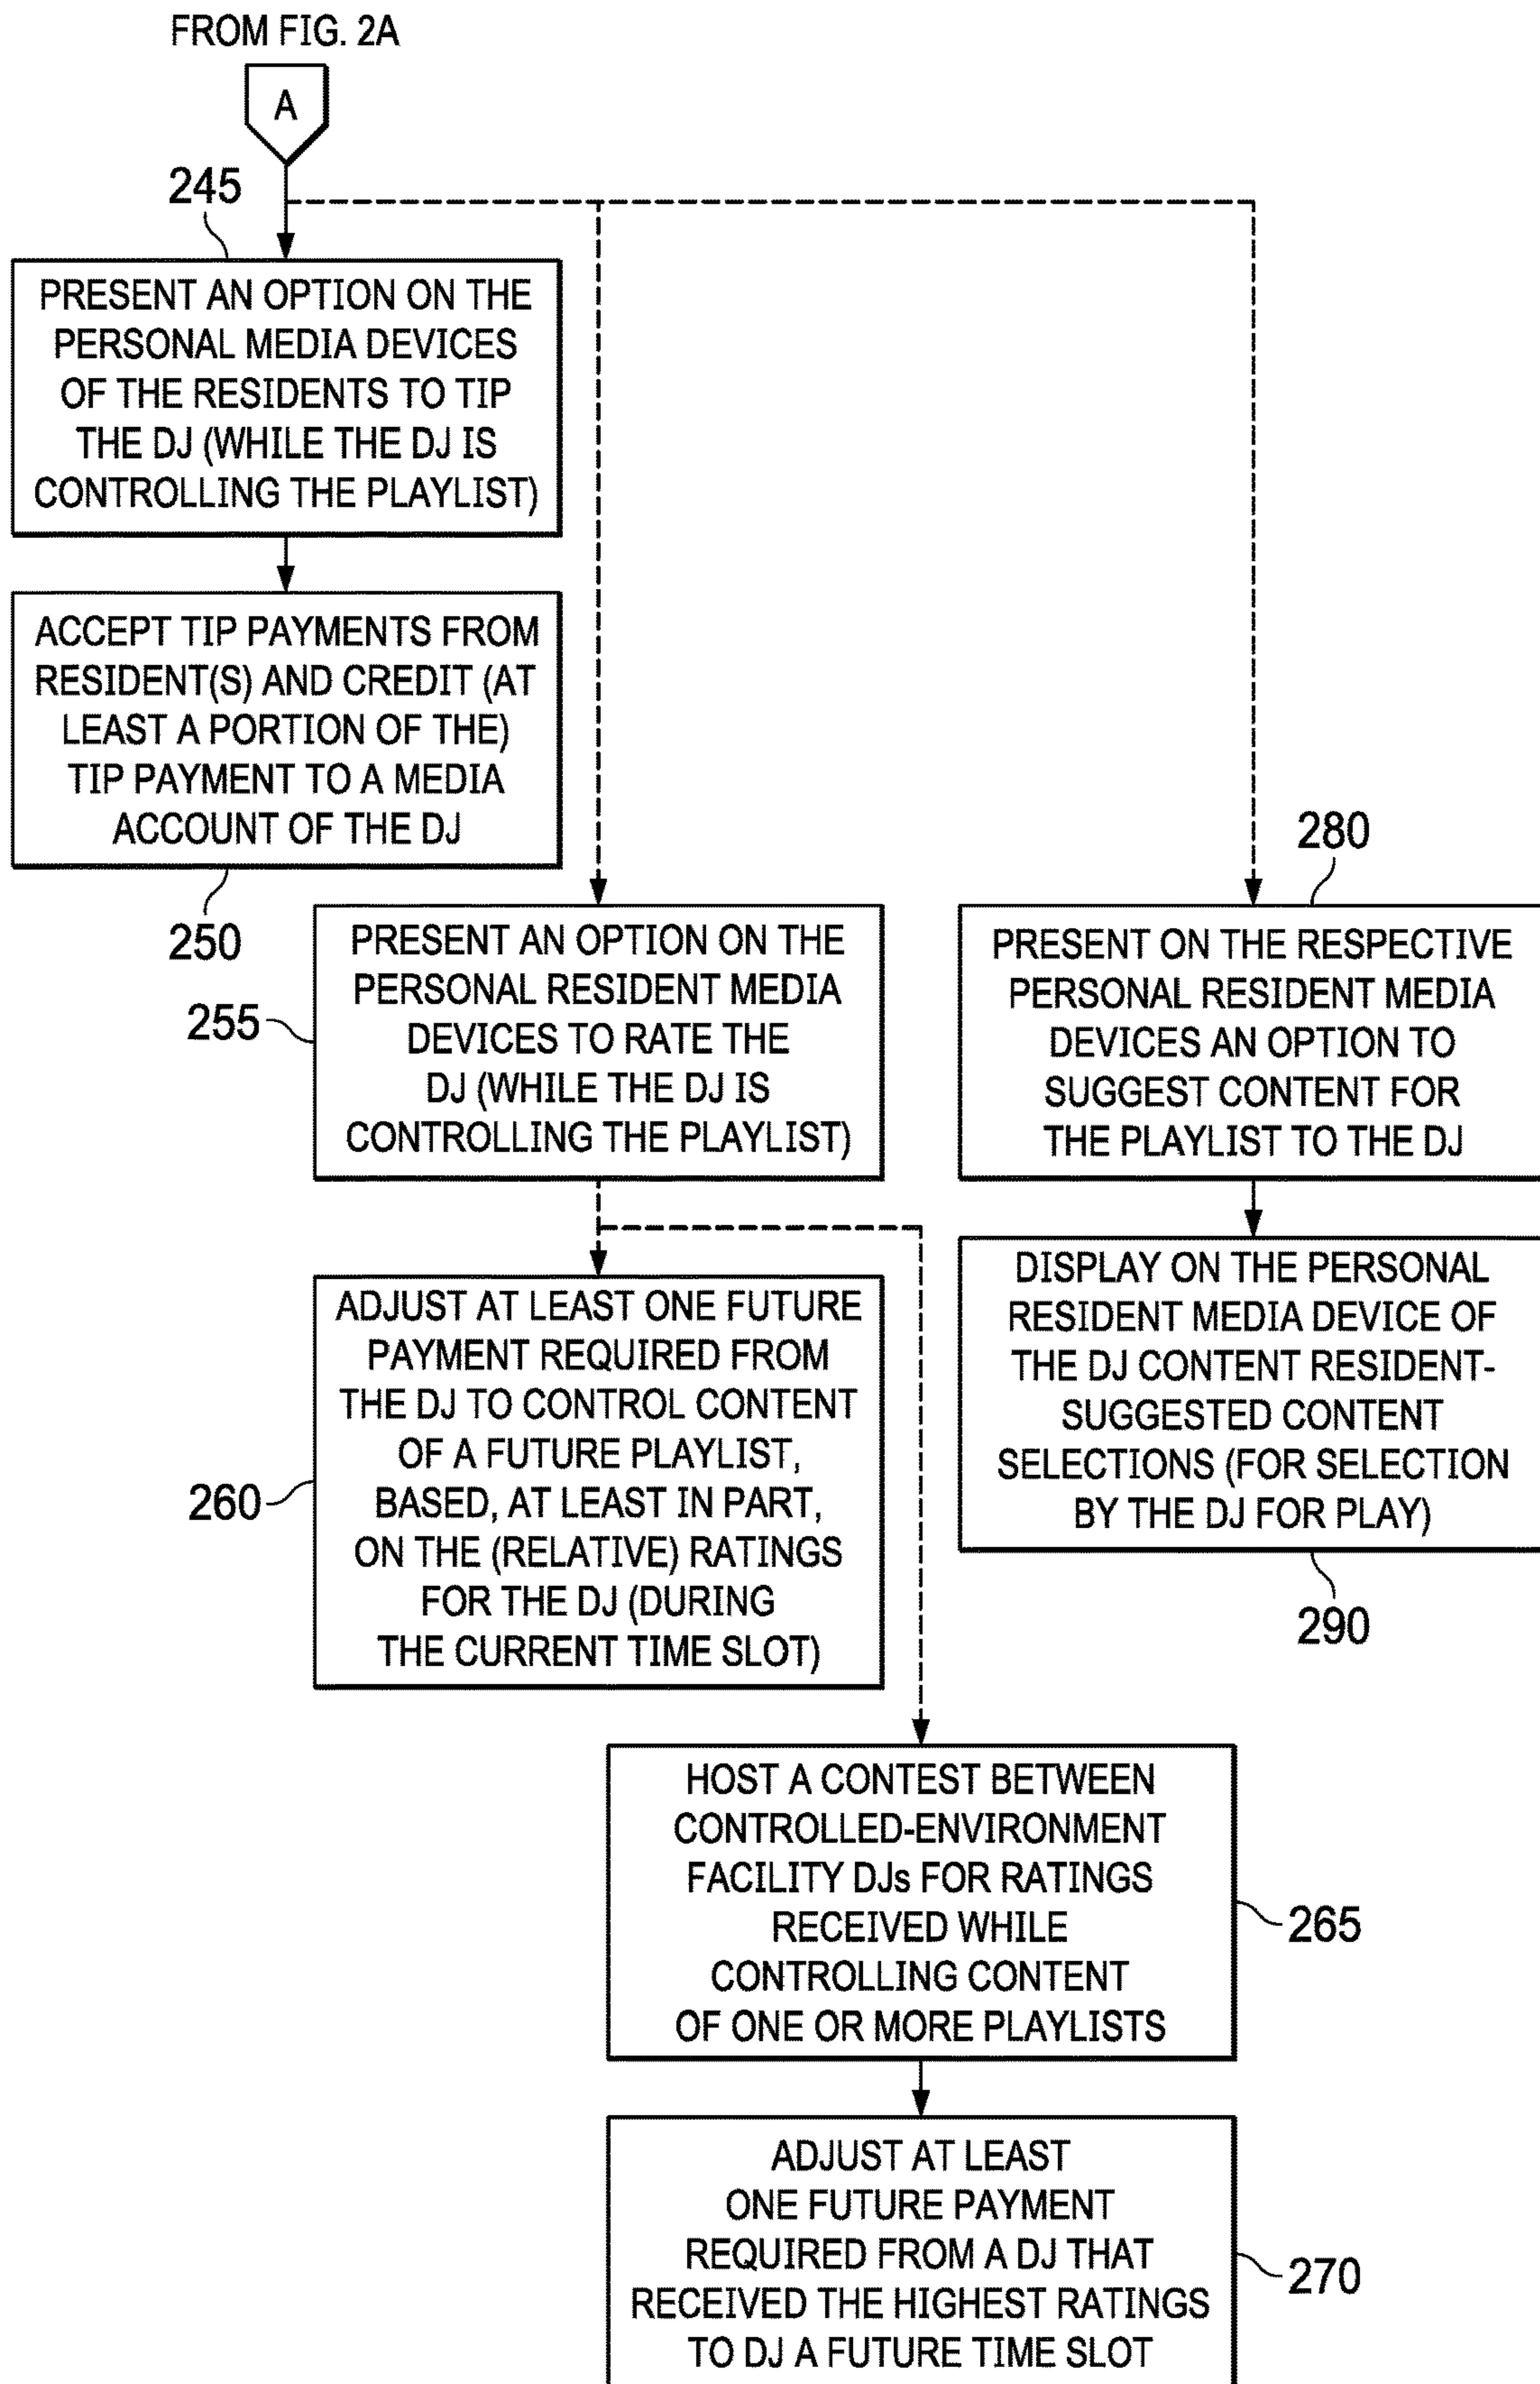 FROM FIG. 2A
A
245
PRESENT AN OPTION ON THE
PERSONAL MEDIA DEVICES
OF THE RESIDENTS TO TIP
THE DJ (WHILE THE DJ IS
CONTROLLING THE PLAYLIST)
ACCEPT TIP PAYMENTS FROM
RESIDENT(S) AND CREDIT (AT
LEAST A PORTION OF THE)
TIP PAYMENT TO A MEDIA
ACCOUNT OF THE DJ
250
255
PRESENT AN OPTION ON THE
PERSONAL RESIDENT MEDIA
DEVICES TO RATE THE
DJ (WHILE THE DJ IS
CONTROLLING THE PLAYLIST)
280
PRESENT ON THE RESPECTIVE
PERSONAL RESIDENT MEDIA
DEVICES AN OPTION TO
SUGGEST CONTENT FOR
THE PLAYLIST TO THE DJ
260
ADJUST AT LEAST ONE FUTURE
PAYMENT REQUIRED FROM
THE DJ TO CONTROL CONTENT
OF A FUTURE PLAYLIST,
BASED, AT LEAST IN PART,
ON THE (RELATIVE) RATINGS
FOR THE DJ (DURING
THE CURRENT TIME SLOT)
DISPLAY ON THE PERSONAL
RESIDENT MEDIA DEVICE OF
THE DJ CONTENT RESIDENT-
SUGGESTED CONTENT
SELECTIONS (FOR SELECTION
BY THE DJ FOR PLAY)
290
HOST A CONTEST BETWEEN
CONTROLLED-ENVIRONMENT
FACILITY DJs FOR RATINGS
RECEIVED WHILE
CONTROLLING CONTENT
OF ONE OR MORE PLAYLISTS
265
ADJUST AT LEAST
ONE FUTURE PAYMENT
REQUIRED FROM A DJ THAT
RECEIVED THE HIGHEST RATINGS
TO DJ A FUTURE TIME SLOT
270